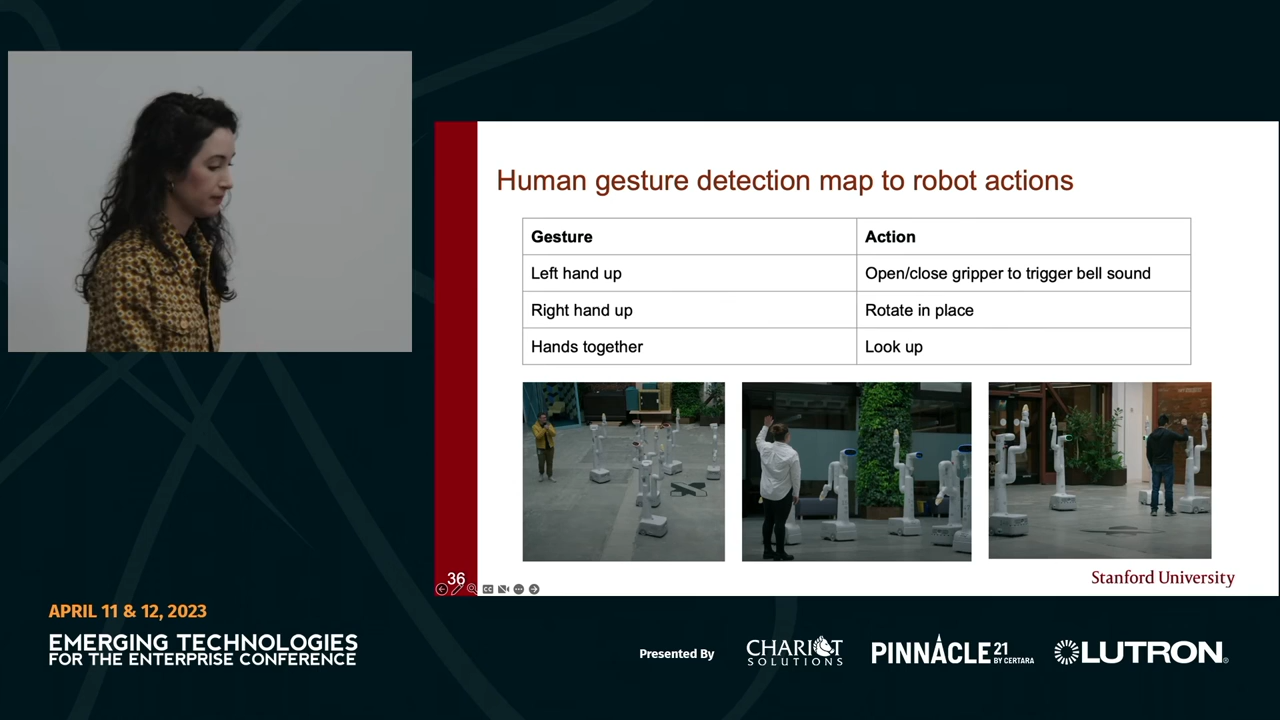 Human gesture detection map to robot actions
Gesture Action
Left hand up Open/close gripper to trigger bell sound
Right hand up Rotate in place
Hands together Look up
36
Stanford University
APRIL 11 & 12, 2023
EMERGING TECHNOLOGIES
FOR THE ENTERPRISE CONFERENCE
Presented By
CHARIOT
SOLUTIONS
PINNACLE 21
BY CERTARA
LUTRON